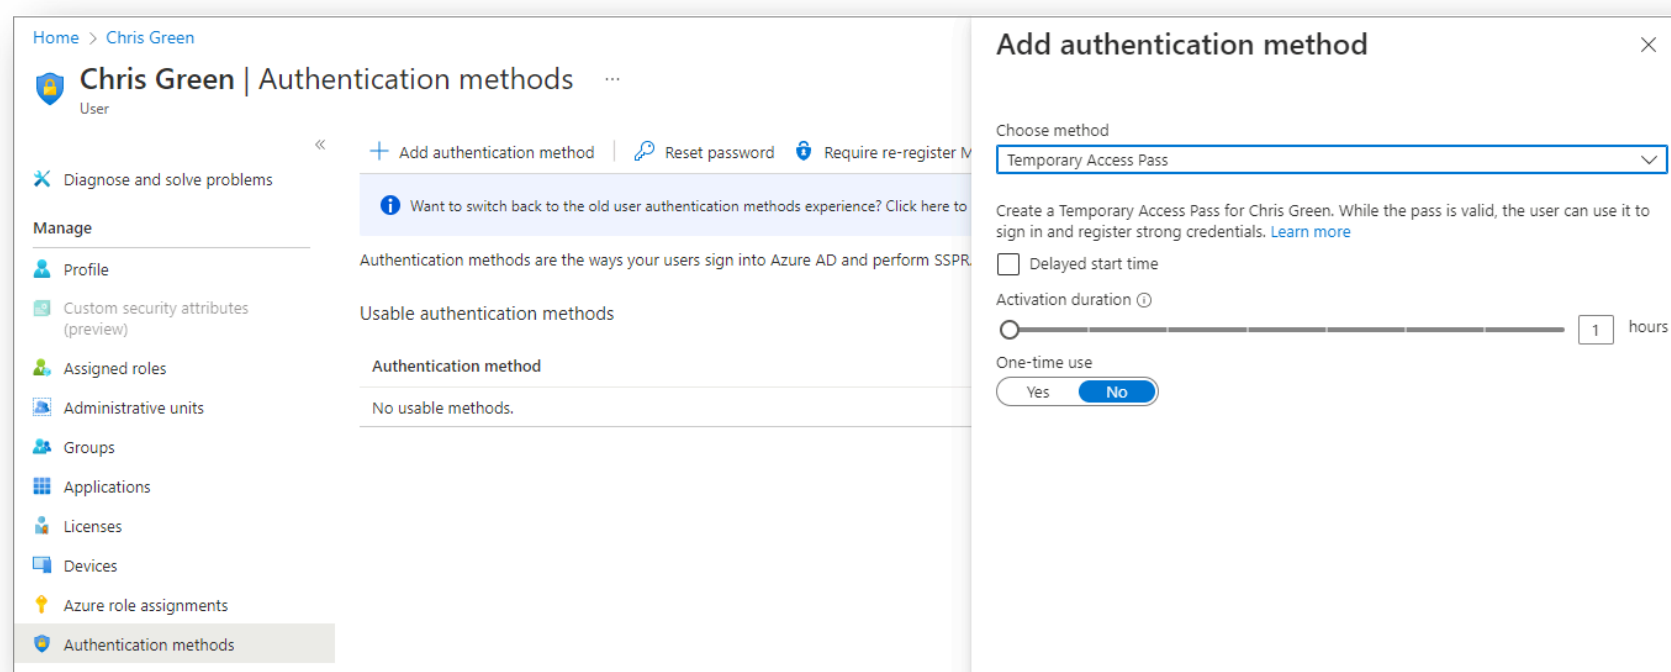 Home > Chris Green
Chris Green | Authentication methods ...
User
«
Diagnose and solve problems
Manage
Profile
Custom security attributes
(preview)
Assigned roles
Administrative units
Groups
Applications
Licenses
Devices
Azure role assignments
Authentication methods
Add authentication method
Reset password
Require re-register M
Want to switch back to the old user authentication methods experience? Click here to
Authentication methods are the ways your users sign into Azure AD and perform SSPR.
Usable authentication methods
Authentication method
No usable methods.
Add authentication method
Choose method
Temporary Access Pass
Create a Temporary Access Pass for Chris Green. While the pass is valid, the user can use it to
sign in and register strong credentials. Learn more
Delayed start time
Activation duration
1 hours
One-time use
Yes No